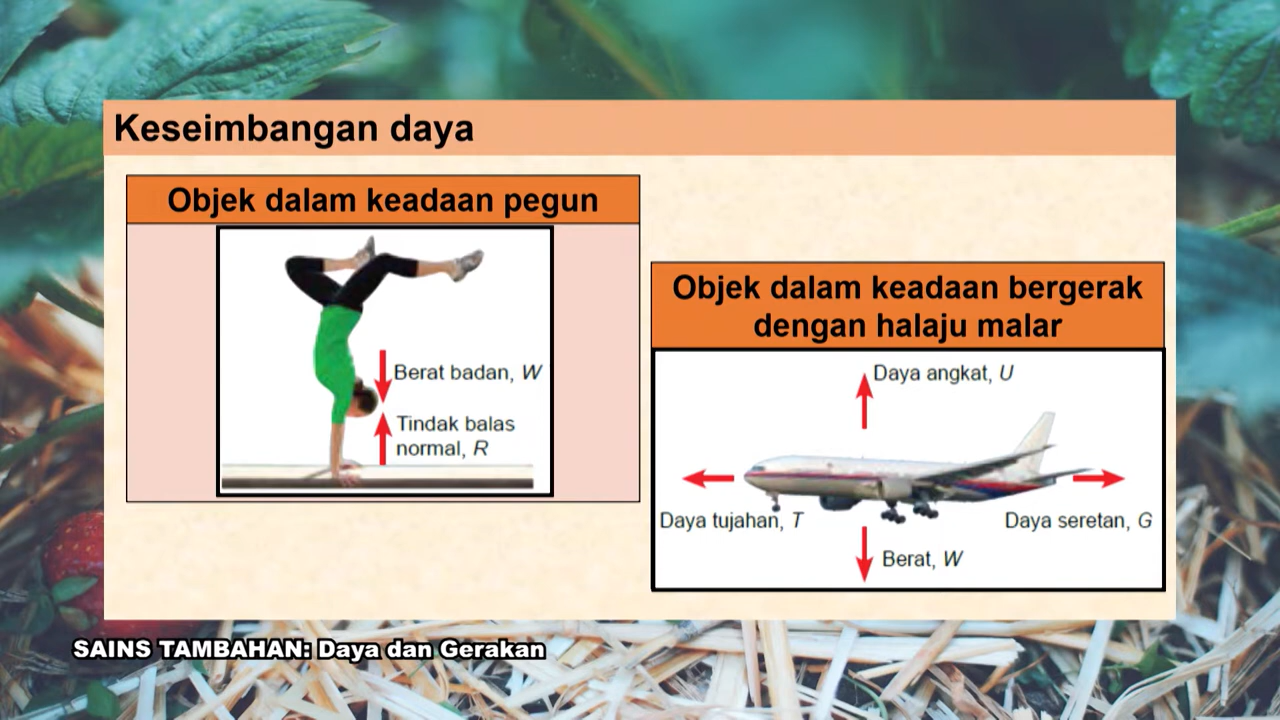 Keseimbangan daya
Objek dalam keadaan pegun
Berat badan, W
Tindak balas
normal, R
Objek dalam keadaan bergerak
dengan halaju malar
Daya angkat, U
Daya tujahan, T
Daya seretan, G
Berat, W
SAINS TAMBAHAN: Daya dan Gerakan